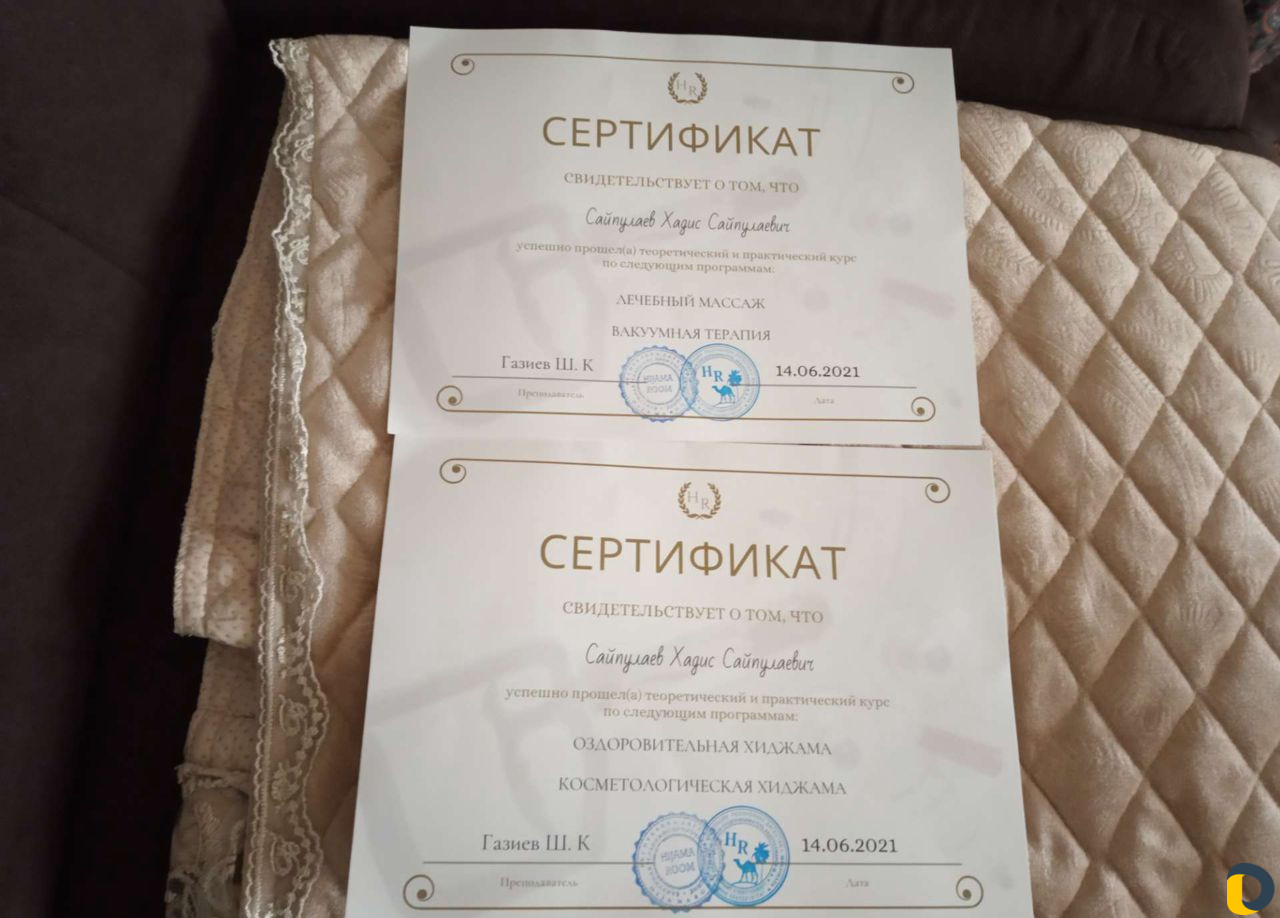 HR
СЕРТИФИКАТ
СВИДЕТЕЛЬСТВУЕТ О ТОМ, ЧТО
Сайпулаев Хадис Сайпулаевич
успешно прошел(а) теоретический и практический курс
по следующим программам:
ЛЕЧЕБНЫЙ МАССАЖ
ВАКУУМНАЯ ТЕРАПИЯ
Газиев Ш. К
HIJAMA
ROOM
HR
14.06.2021
Преподаватель
Дата
HR
СЕРТИФИКАТ
СВИДЕТЕЛЬСТВУЕТ О ТОМ, ЧТО
Сайпулаев Хадис Сайпулаевич
успешно прошел(а) теоретический и практический курс
по следующим программам:
ОЗДОРОВИТЕЛЬНАЯ ХИДЖАМА
КОСМЕТОЛОГИЧЕСКАЯ ХИДЖАМА
Газиев Ш. К
HIJAMA
ROOM
HR
14.06.2021
Преподаватель
Дата